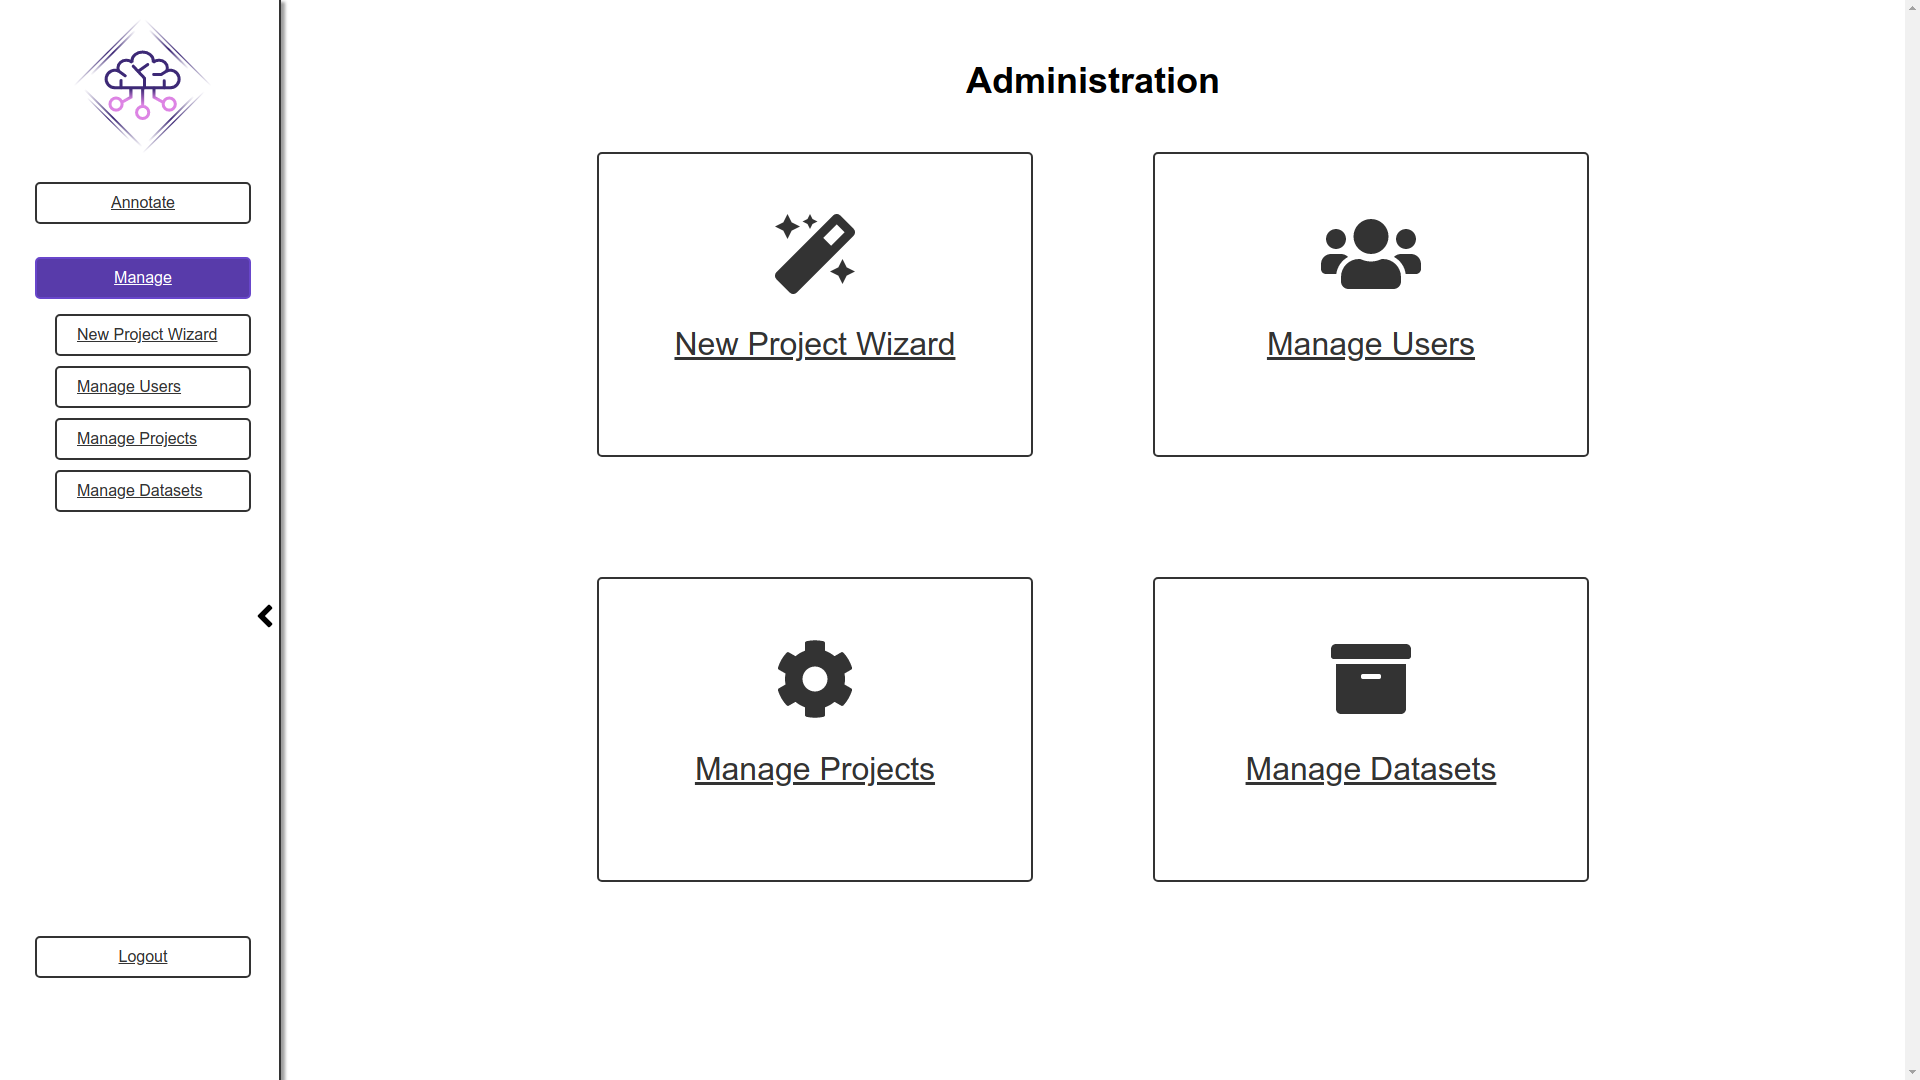 Annotate
Manage
New Project Wizard
Manage Users
Manage Projects
Manage Datasets
Logout
Administration
New Project Wizard
Manage Users
Manage Projects
Manage Datasets